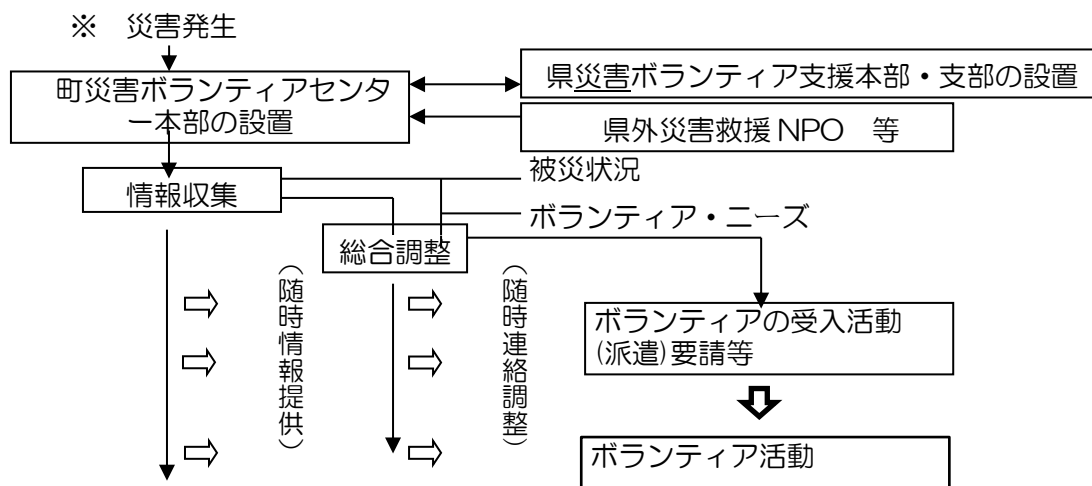 ※　災害発生
町災害ボランティアセンタ
ー本部の設置
県災害ボランティア支援本部・支部の設置
県外災害救援NPO　等
情報収集
被災状況
ボランティア・ニーズ
総合調整
（随時情報提供）
（随時連絡調整）
ボランティアの受入活動
(派遣)要請等
ボランティア活動